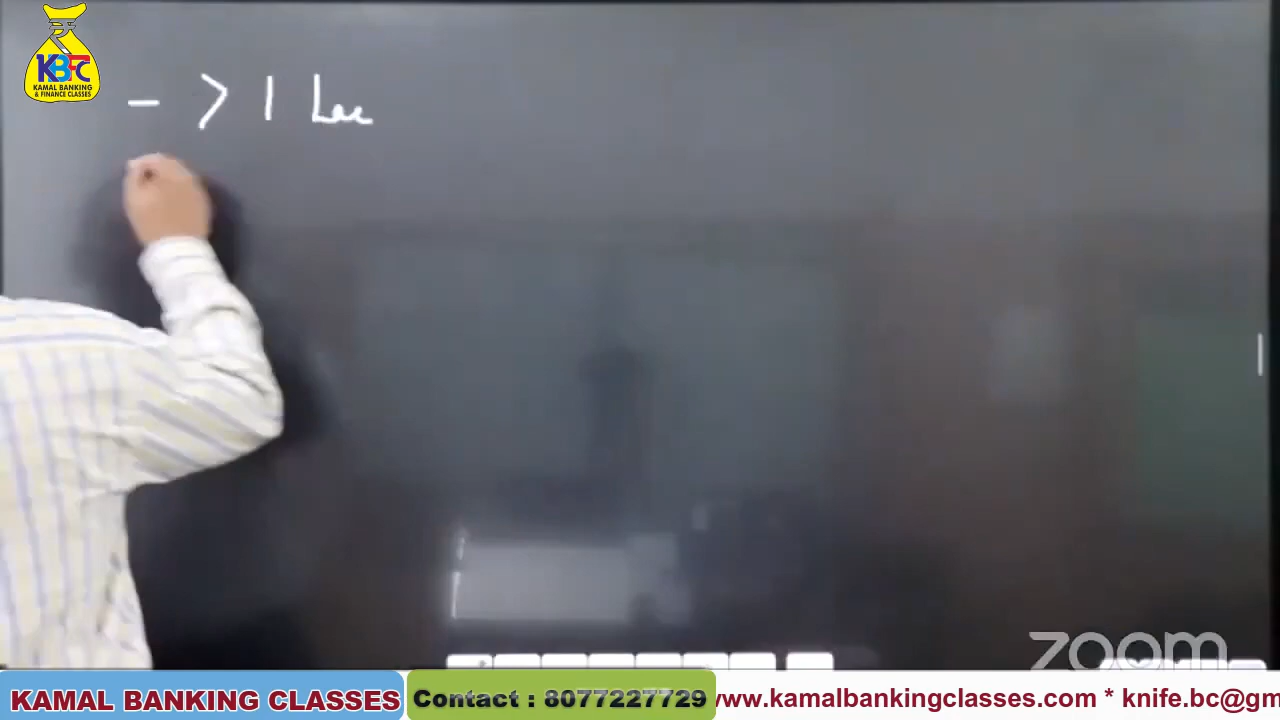 KBFC
KAMAL BANKING
& FINANCE CLASSES
- > 1 Lac
zoom
KAMAL BANKING CLASSES
Contact : 8077227729
www.kamalbankingclasses.com * knife.bc@gm